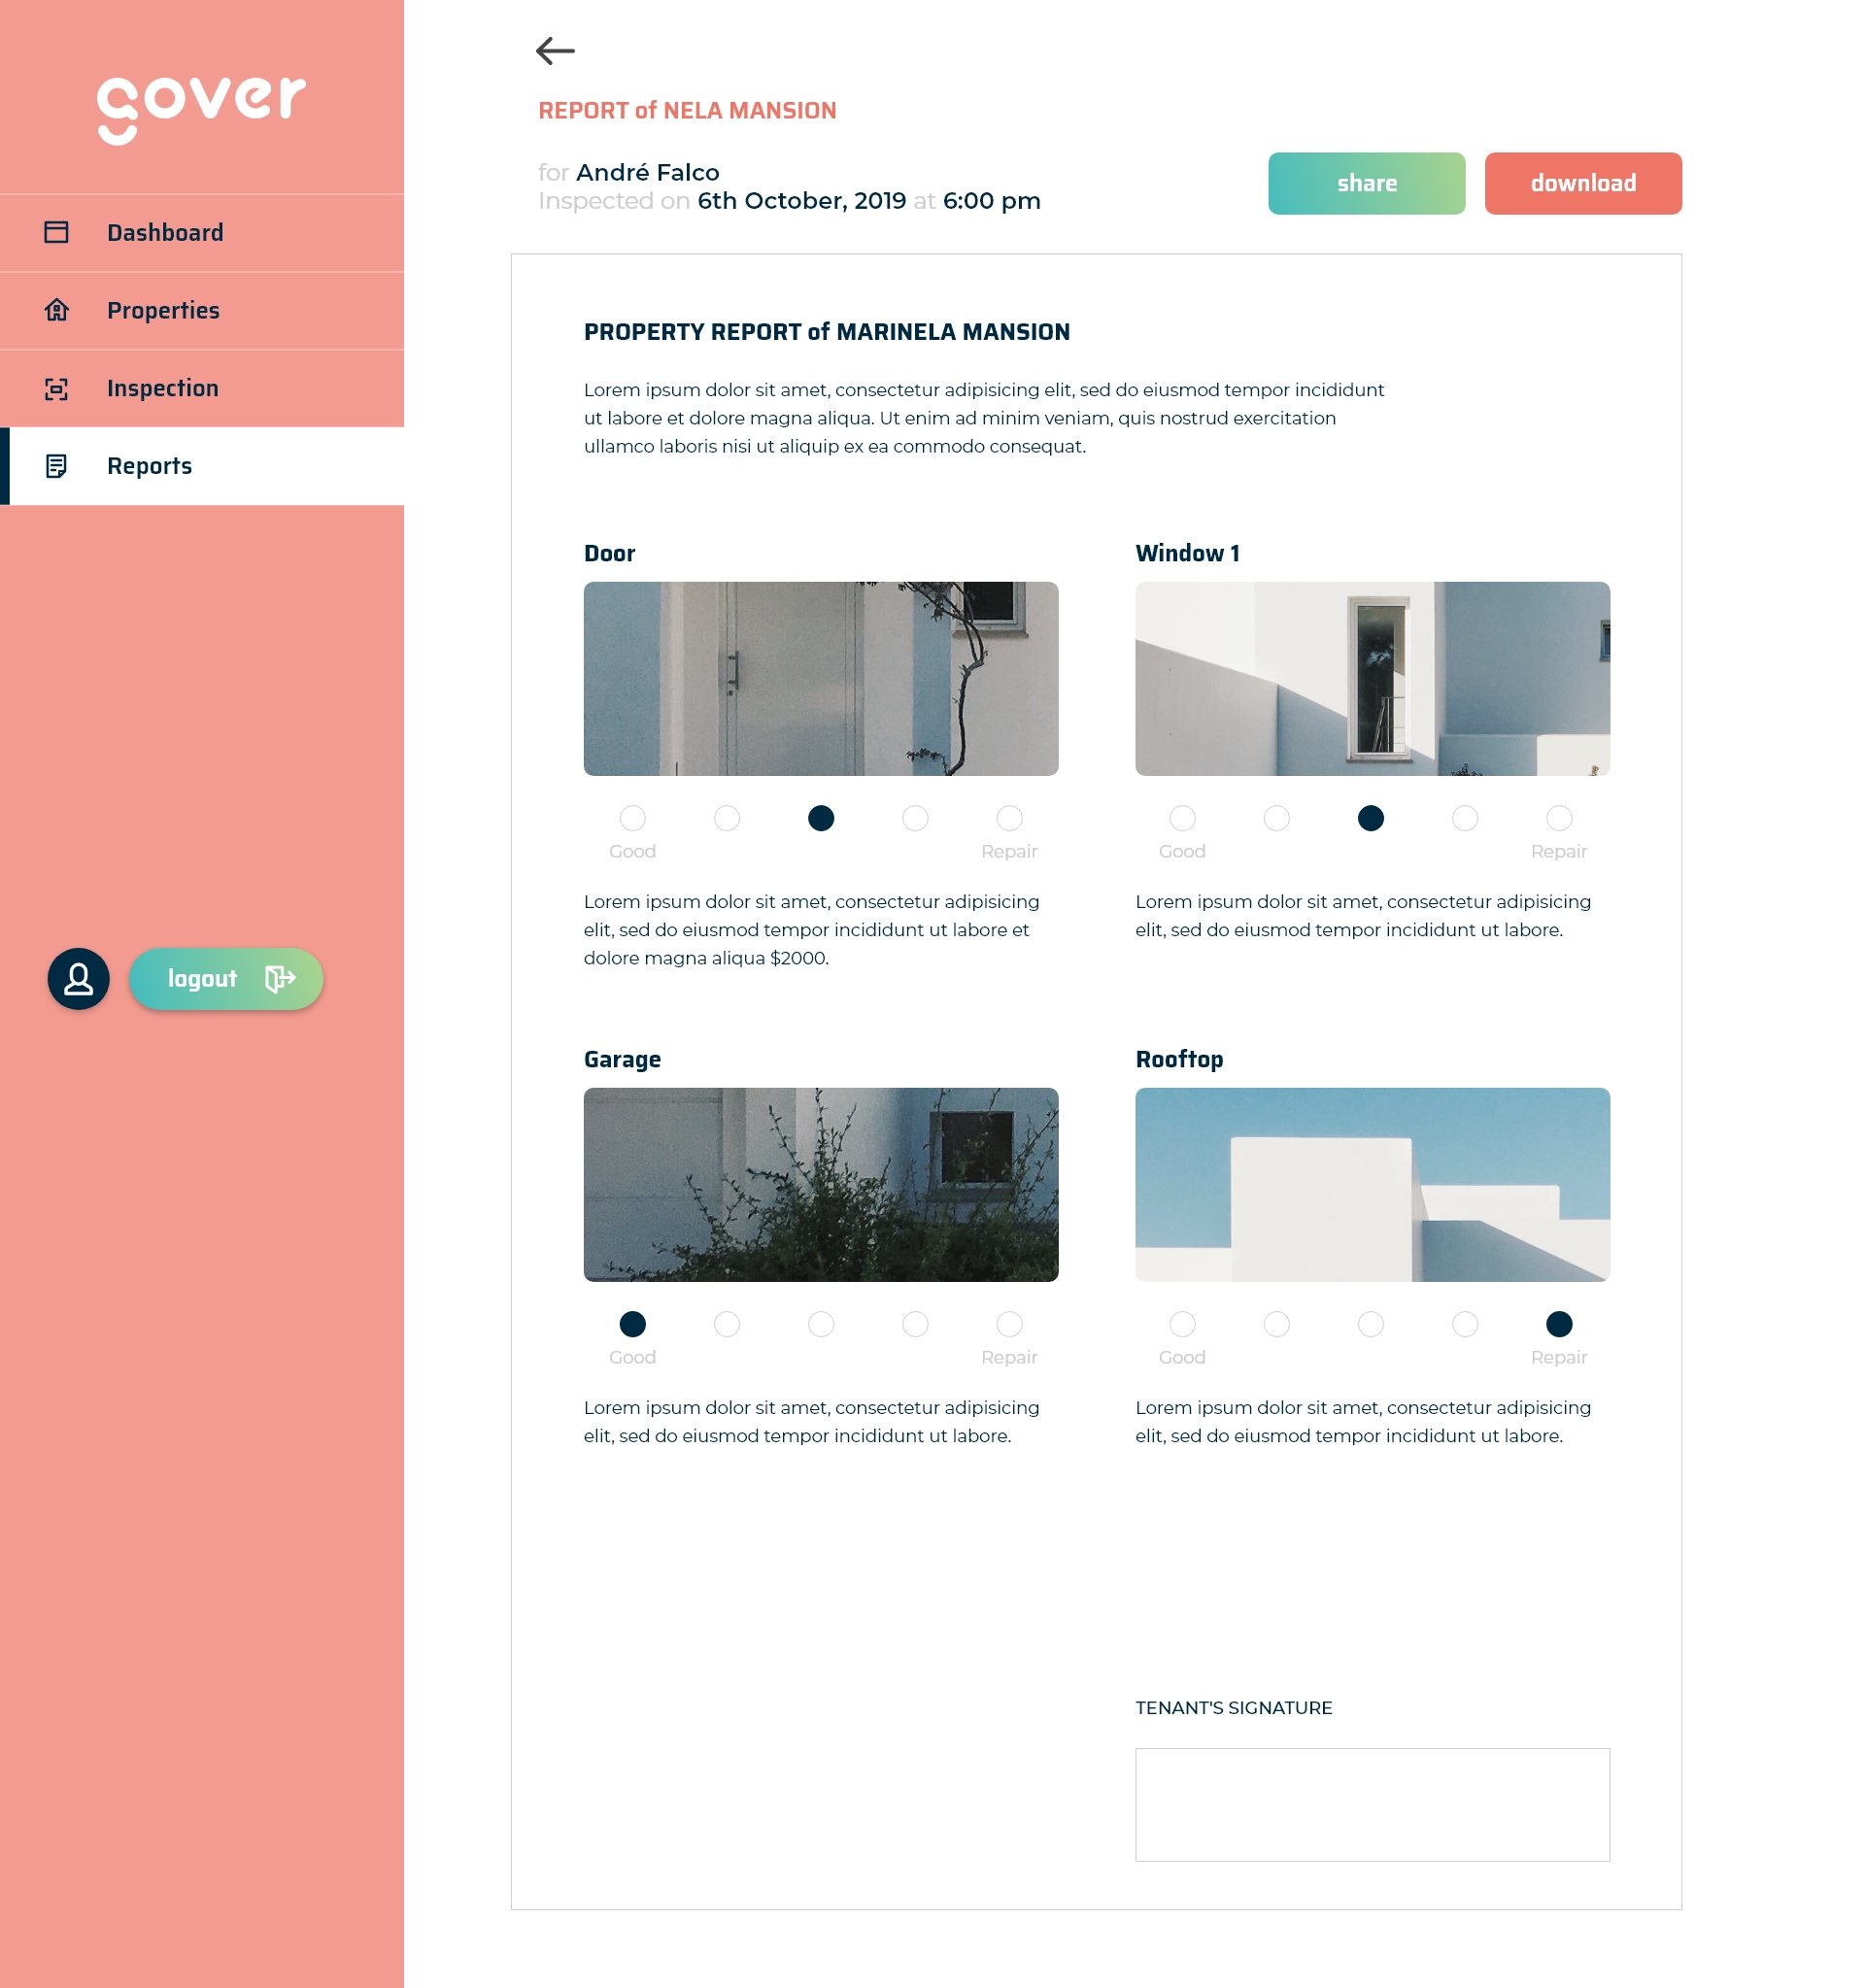 gover
Dashboard
Properties
Inspection
Reports
logout
REPORT of NELA MANSION
for André Falco
Inspected on 6th October, 2019 at 6:00 pm
share
download
PROPERTY REPORT of MARINELA MANSION
Lorem ipsum dolor sit amet, consectetur adipisicing elit, sed do eiusmod tempor incididunt
ut labore et dolore magna aliqua. Ut enim ad minim veniam, quis nostrud exercitation
ullamco laboris nisi ut aliquip ex ea commodo consequat.
Door
Good
Repair
Lorem ipsum dolor sit amet, consectetur adipisicing
elit, sed do eiusmod tempor incididunt ut labore et
dolore magna aliqua $2000.
Window 1
Good
Repair
Lorem ipsum dolor sit amet, consectetur adipisicing
elit, sed do eiusmod tempor incididunt ut labore.
Garage
Good
Repair
Lorem ipsum dolor sit amet, consectetur adipisicing
elit, sed do eiusmod tempor incididunt ut labore.
Rooftop
Good
Repair
Lorem ipsum dolor sit amet, consectetur adipisicing
elit, sed do eiusmod tempor incididunt ut labore.
TENANT'S SIGNATURE